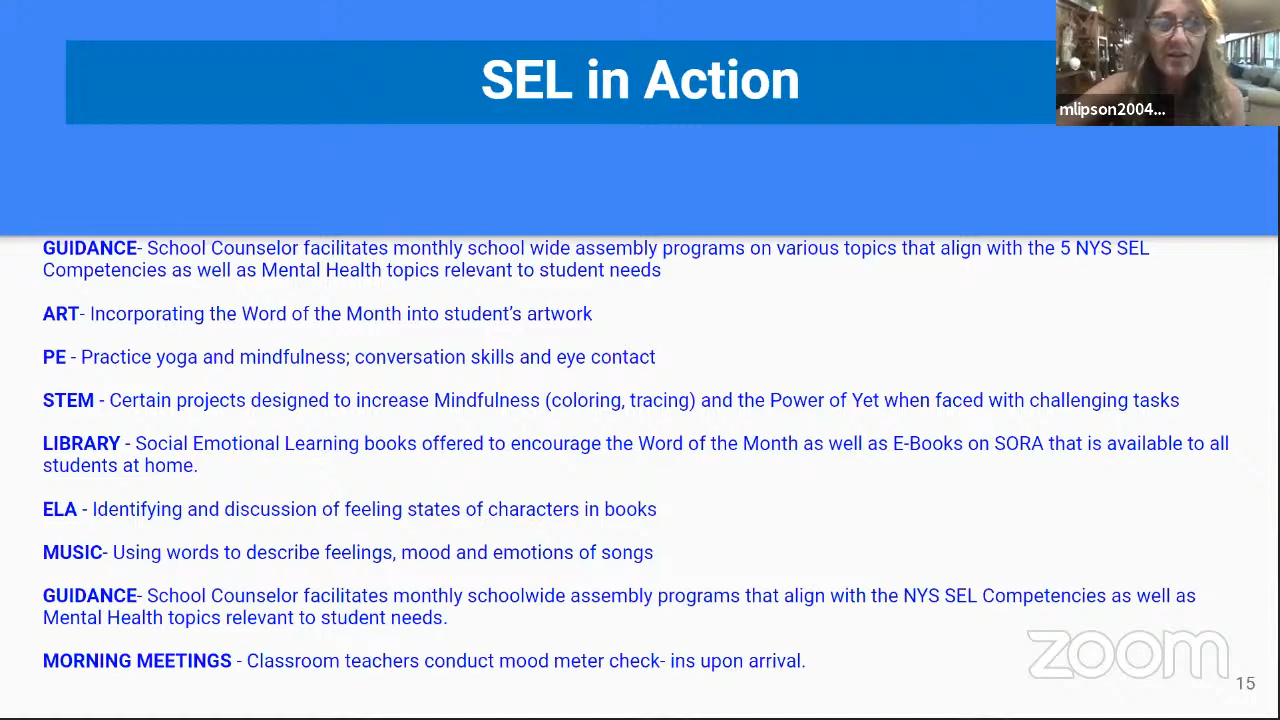 SEL in Action
mlipson2004...
GUIDANCE- School Counselor facilitates monthly school wide assembly programs on various topics that align with the 5 NYS SEL
Competencies as well as Mental Health topics relevant to student needs
ART- Incorporating the Word of the Month into student's artwork
PE - Practice yoga and mindfulness; conversation skills and eye contact
STEM - Certain projects designed to increase Mindfulness (coloring, tracing) and the Power of Yet when faced with challenging tasks
LIBRARY - Social Emotional Learning books offered to encourage the Word of the Month as well as E-Books on SORA that is available to all
students at home.
ELA - Identifying and discussion of feeling states of characters in books
MUSIC- Using words to describe feelings, mood and emotions of songs
GUIDANCE- School Counselor facilitates monthly schoolwide assembly programs that align with the NYS SEL Competencies as well as
Mental Health topics relevant to student needs.
MORNING MEETINGS - Classroom teachers conduct mood meter check- ins upon arrival.
zoom
15